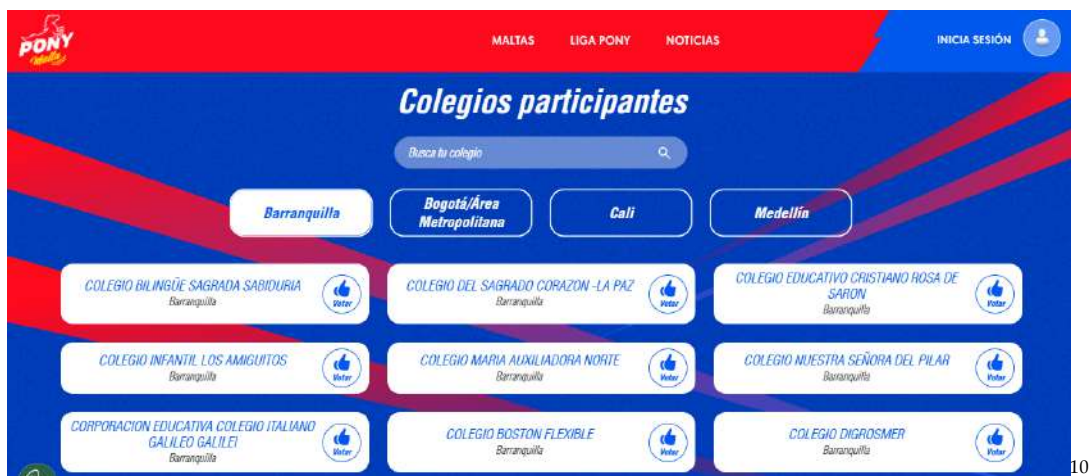 PONY
Malta
MALTAS LIGA PONY NOTICIAS INICIA SESIÓN
Colegios participantes
Busca tu colegio
Barranquilla
Bogotá/Área
Metropolitana
Cali
Medellín
COLEGIO BILINGÜE SAGRADA SABIDURIA
Barranquilla
Votar
COLEGIO DEL SAGRADO CORAZON -LA PAZ
Barranquilla
Votar
COLEGIO EDUCATIVO CRISTIANO ROSA DE
SARON
Barranquilla
Votar
COLEGIO INFANTIL LOS AMIGUITOS
Barranquilla
Votar
COLEGIO MARIA AUXILIADORA NORTE
Barranquilla
Votar
COLEGIO NUESTRA SEÑORA DEL PILAR
Barranquilla
Votar
CORPORACION EDUCATIVA COLEGIO ITALIANO
GALILEO GALILEI
Barranquilla
Votar
COLEGIO BOSTON FLEXIBLE
Barranquilla
Votar
COLEGIO DIGROSMER
Barranquilla
Votar
10